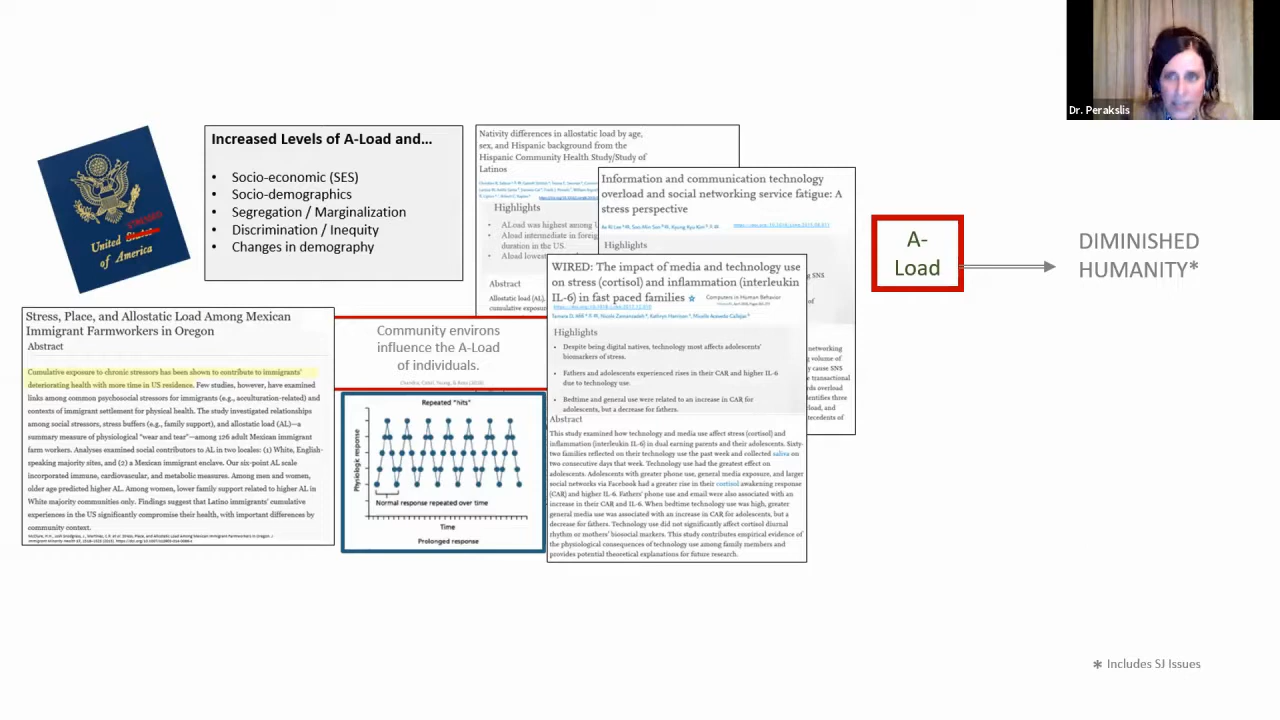 Dr. Perakslis
STRESSED
United States
of America
Increased Levels of A-Load and...
• Socio-economic (SES)
• Socio-demographics
• Segregation / Marginalization
• Discrimination / Inequity
• Changes in demography
Nativity differences in allostatic load by age,
sex, and Hispanic background from the
Hispanic Community Health Study/Study of
Latinos
Highlights
• ALoad was highest among
• Aload intermediate in
duration in the US.
• Aload lowest
Abstract
Allostatic load (AL),
cumulative
Information and communication technology
overload and social networking service fatigue: A
stress perspective
Highlights
SNS
networking
volume of
cause SNS
transactional
overload
identifies three
load, and
of
WIRED: The impact of media and technology use
on stress (cortisol) and inflammation (interleukin
IL-6) in fast paced families
Computers in Human Behavior
Highlights
• Despite being digital natives, technology most affects adolescents'
biomarkers of stress.
• Fathers and adolescents experienced rises in their CAR and higher IL-6
due to technology use.
• Bedtime and general use were related to an increase in CAR for
adolescents, but a decrease for fathers.
Abstract
This study examined how technology and media use affect stress (cortisol) and
inflammation (interleukin IL-6) in dual earning parents and their adolescents. Sixty-
two families reflected on their technology use the past week and collected saliva on
two consecutive days that week. Technology use had the greatest effect on
adolescents. Adolescents with greater phone use, general media exposure, and larger
social networks via Facebook had a greater rise in their cortisol awakening response
(CAR) and higher IL-6. Fathers' phone use and email were also associated with an
increase in their CAR and IL-6. When bedtime technology use was high, greater
general media use was associated with an increase in CAR for adolescents, but a
decrease for fathers. Technology use did not significantly affect cortisol diurnal
rhythm or mothers' biosocial markers. This study contributes empirical evidence of
the physiological consequences of technology use among family members and
provides potential theoretical explanations for future research.
Stress, Place, and Allostatic Load Among Mexican
Immigrant Farmworkers in Oregon
Abstract
Cumulative exposure to chronic stressors has been shown to contribute to immigrants'
deteriorating health with more time in US residence. Few studies, however, have examined
links among common psychosocial stressors for immigrants (e.g., acculturation-related) and
contexts of immigrant settlement for physical health. The study investigated relationships
among social stressors, stress buffers (e.g., family support), and allostatic load (AL)—a
summary measure of physiological "wear and tear"—among 126 adult Mexican immigrant
farm workers. Analyses examined social contributors to AL in two locales: (1) White, English-
speaking majority sites, and (2) a Mexican immigrant enclave. Our six-point AL scale
incorporated immune, cardiovascular, and metabolic measures. Among men and women,
older age predicted higher AL. Among women, lower family support related to higher AL in
White majority communities only. Findings suggest that Latino immigrants' cumulative
experiences in the US significantly compromise their health, with important differences by
community context.
Community environs
influence the A-Load
of individuals.
Repeated "hits"
Physiologic response
Normal response repeated over time
Time
Prolonged response
A-
Load
DIMINISHED
HUMANITY*
* Includes SJ Issues